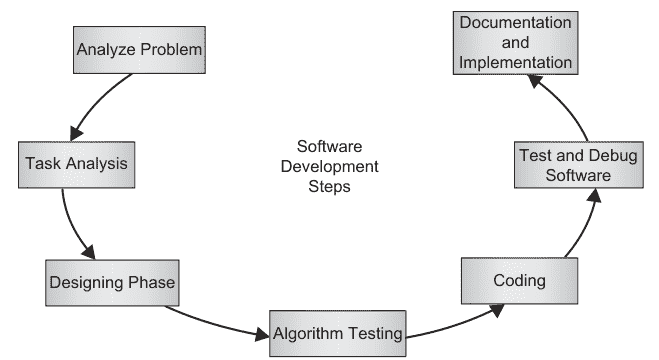 Analyze Problem
Task Analysis
Designing Phase
Algorithm Testing
Coding
Test and Debug
Software
Documentation
and
Implementation
Software
Development
Steps